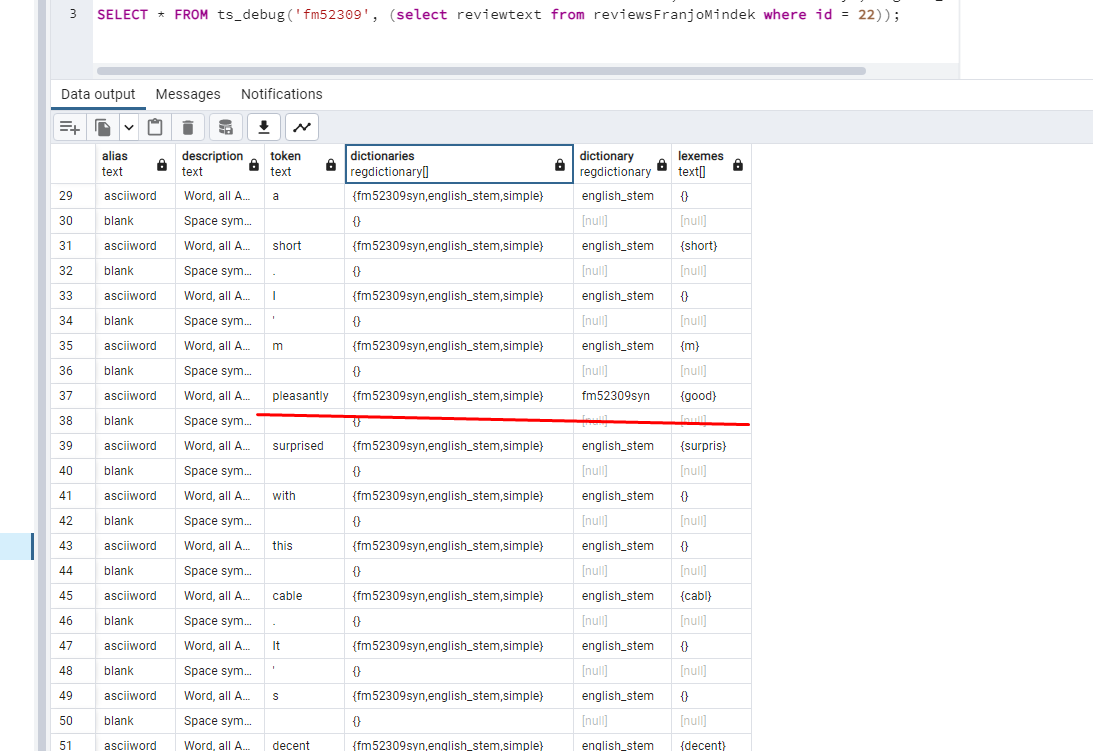 3 SELECT * FROM ts_debug('fm52309', (select reviewtext from reviewsFranjoMindek where id = 22));
Data output Messages Notifications
alias text description text token text dictionaries regdictionary[] dictionary regdictionary lexemes text[]
29 asciiword Word, all A... a {fm52309syn,english_stem,simple} english_stem {}
30 blank Space sym... {} [null] [null]
31 asciiword Word, all A... short {fm52309syn,english_stem,simple} english_stem {short}
32 blank Space sym... . {} [null] [null]
33 asciiword Word, all A... I {fm52309syn,english_stem,simple} english_stem {}
34 blank Space sym... ' {} [null] [null]
35 asciiword Word, all A... m {fm52309syn,english_stem,simple} english_stem {m}
36 blank Space sym... {} [null] [null]
37 asciiword Word, all A... pleasantly {fm52309syn,english_stem,simple} fm52309syn {good}
38 blank Space sym... {} [null] [null]
39 asciiword Word, all A... surprised {fm52309syn,english_stem,simple} english_stem {surpris}
40 blank Space sym... {} [null] [null]
41 asciiword Word, all A... with {fm52309syn,english_stem,simple} english_stem {}
42 blank Space sym... {} [null] [null]
43 asciiword Word, all A... this {fm52309syn,english_stem,simple} english_stem {}
44 blank Space sym... {} [null] [null]
45 asciiword Word, all A... cable {fm52309syn,english_stem,simple} english_stem {cabl}
46 blank Space sym... . {} [null] [null]
47 asciiword Word, all A... It {fm52309syn,english_stem,simple} english_stem {}
48 blank Space sym... ' {} [null] [null]
49 asciiword Word, all A... s {fm52309syn,english_stem,simple} english_stem {}
50 blank Space sym... {} [null] [null]
51 asciiword Word, all A... decent {fm52309syn,english_stem,simple} english_stem {decent}